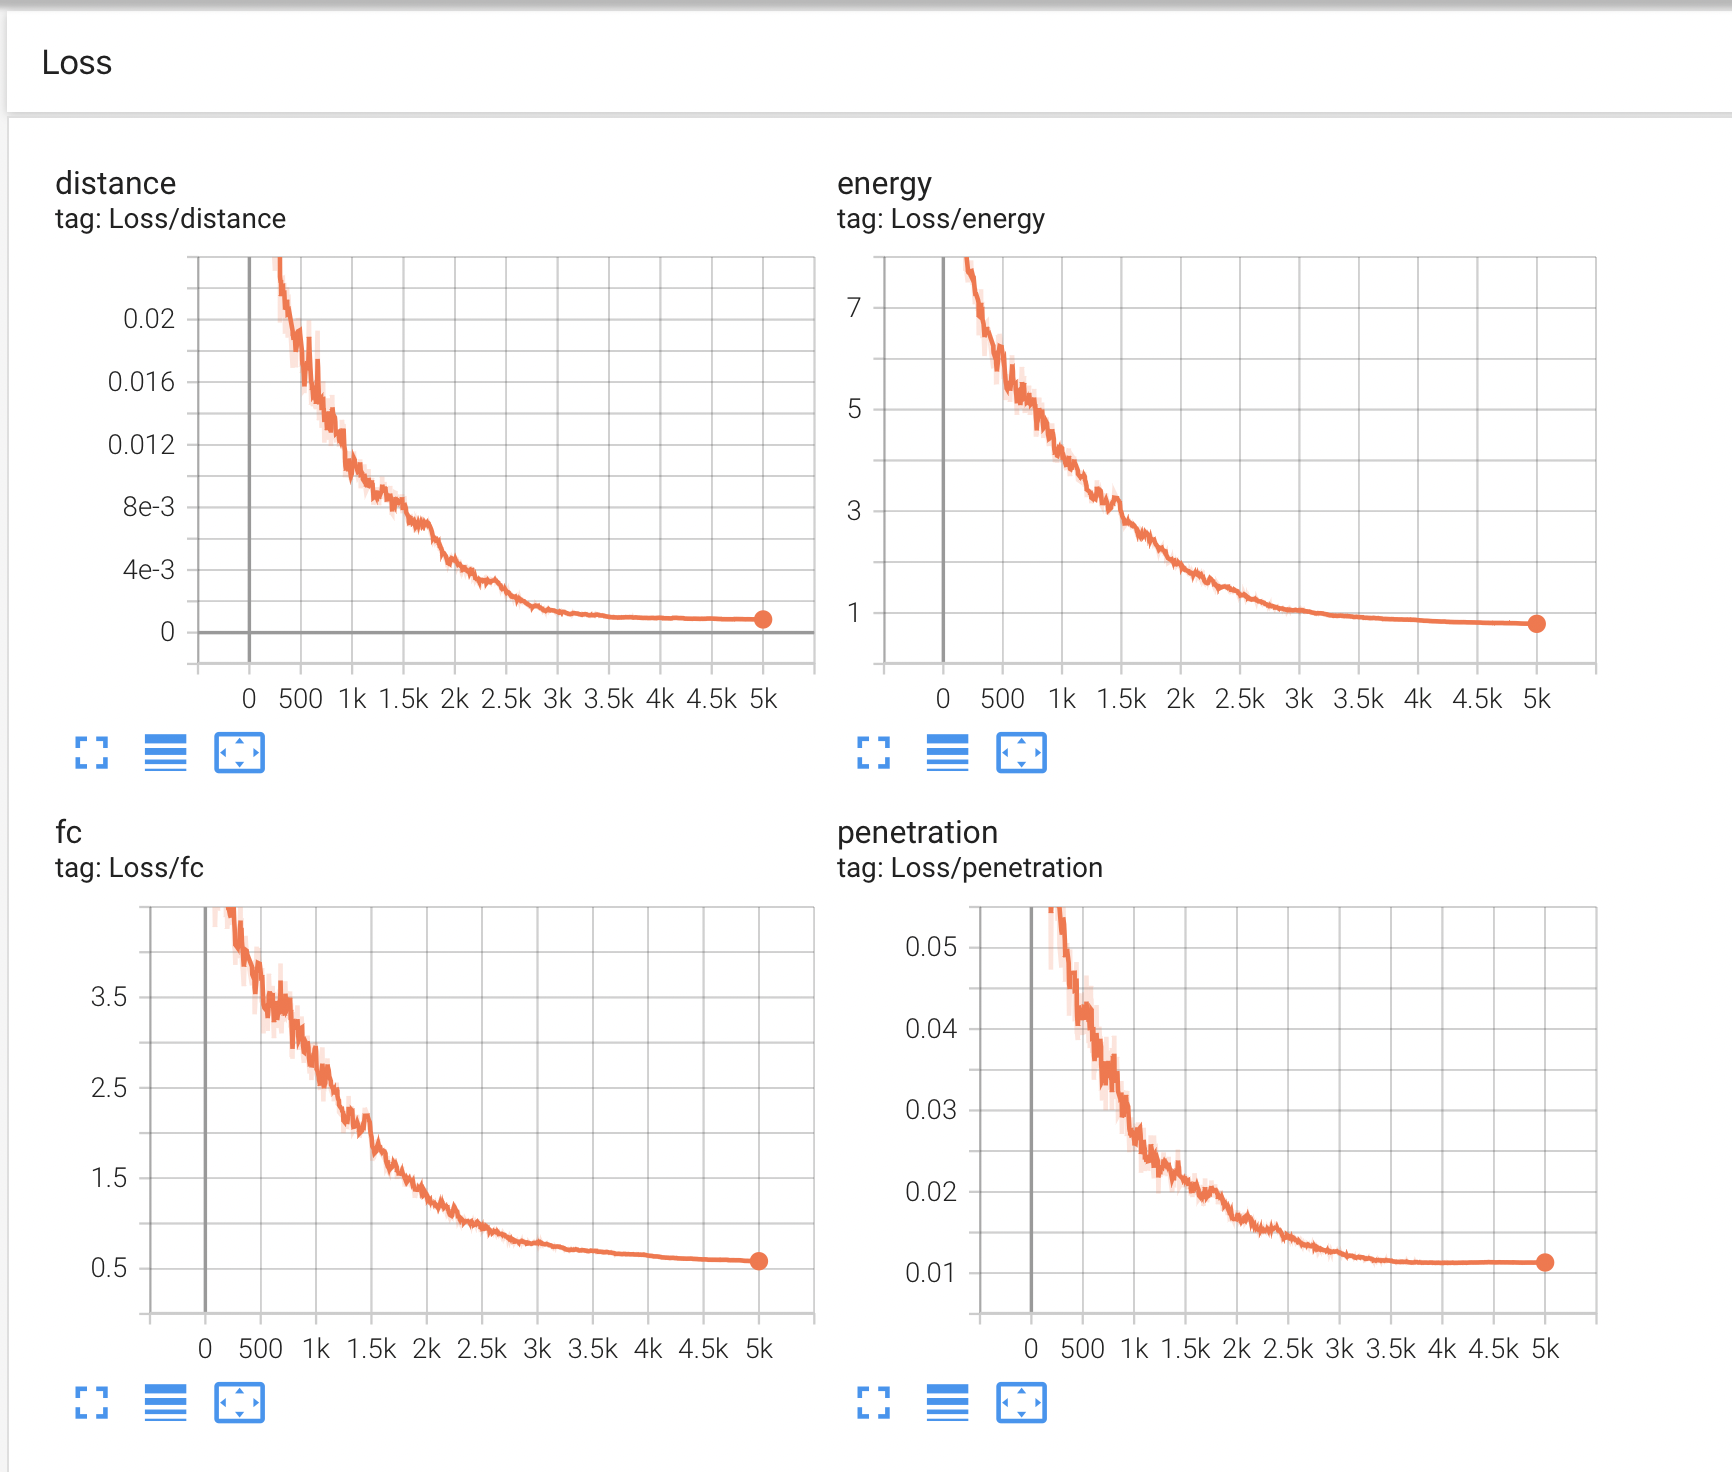 Loss
distance
tag: Loss/distance
0.02
0.016
0.012
8e-3
4e-3
0
0 500 1k 1.5k 2k 2.5k 3k 3.5k 4k 4.5k 5k
energy
tag: Loss/energy
7
5
3
1
0 500 1k 1.5k 2k 2.5k 3k 3.5k 4k 4.5k 5k
fc
tag: Loss/fc
3.5
2.5
1.5
0.5
0 500 1k 1.5k 2k 2.5k 3k 3.5k 4k 4.5k 5k
penetration
tag: Loss/penetration
0.05
0.04
0.03
0.02
0.01
0 500 1k 1.5k 2k 2.5k 3k 3.5k 4k 4.5k 5k